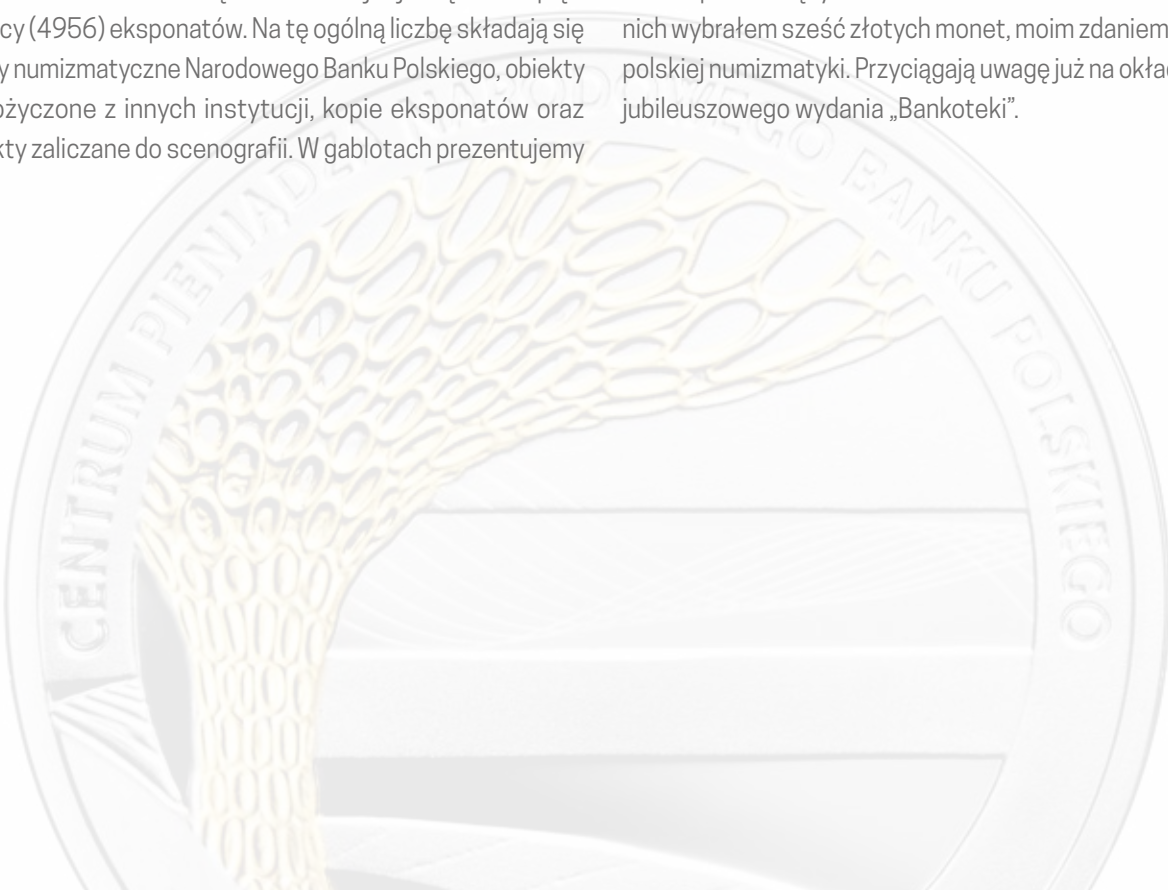 cy (4956) eksponatów. Na tę ogólną liczbę składają się
y numizmatyczne Narodowego Banku Polskiego, obiekty
ożyczone z innych instytucji, kopie eksponatów oraz
kty zaliczane do scenografii. W gablotach prezentujemy
nich wybrałem sześć złotych monet, moim zdaniem
polskiej numizmatyki. Przyciągają uwagę już na okła
jubileuszowego wydania „Bankoteki”.
CENTRUM PIENIĄDZA NARODOWEGO BANKU POLSKIEGO